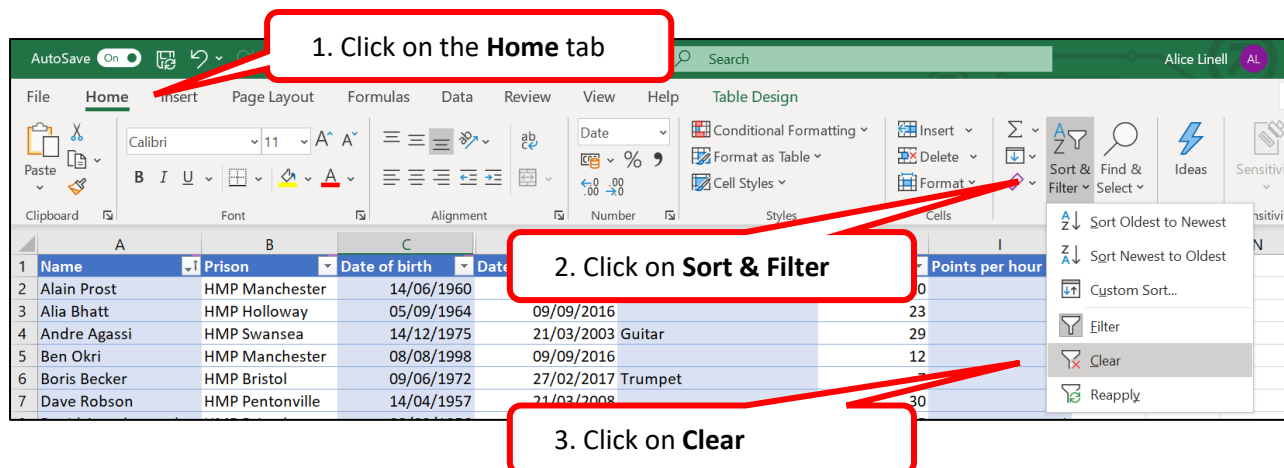 1. Click on the Home tab
AutoSave On Search Alice Linell AL
File Home Insert Page Layout Formulas Data Review View Help Table Design
Calibri 11 A^ A˅ ab Date Conditional Formatting Insert Σ
Paste B I U A % 9 Format as Table Delete Sort & Filter Find & Select Ideas
Cell Styles Format
Clipboard Font Alignment Number Styles Cells
Sort Oldest to Newest
Sort Newest to Oldest
Custom Sort...
Filter
Clear
Reapply
2. Click on Sort & Filter
A B C I N
1 Name Prison Date of birth Points per hour
2 Alain Prost HMP Manchester 14/06/1960
3 Alia Bhatt HMP Holloway 05/09/1964 09/09/2016 23
4 Andre Agassi HMP Swansea 14/12/1975 21/03/2003 Guitar 29
5 Ben Okri HMP Manchester 08/08/1998 09/09/2016 12
6 Boris Becker HMP Bristol 09/06/1972 27/02/2017 Trumpet
7 Dave Robson HMP Pentonville 14/04/1957 21/03/2008 30
3. Click on Clear